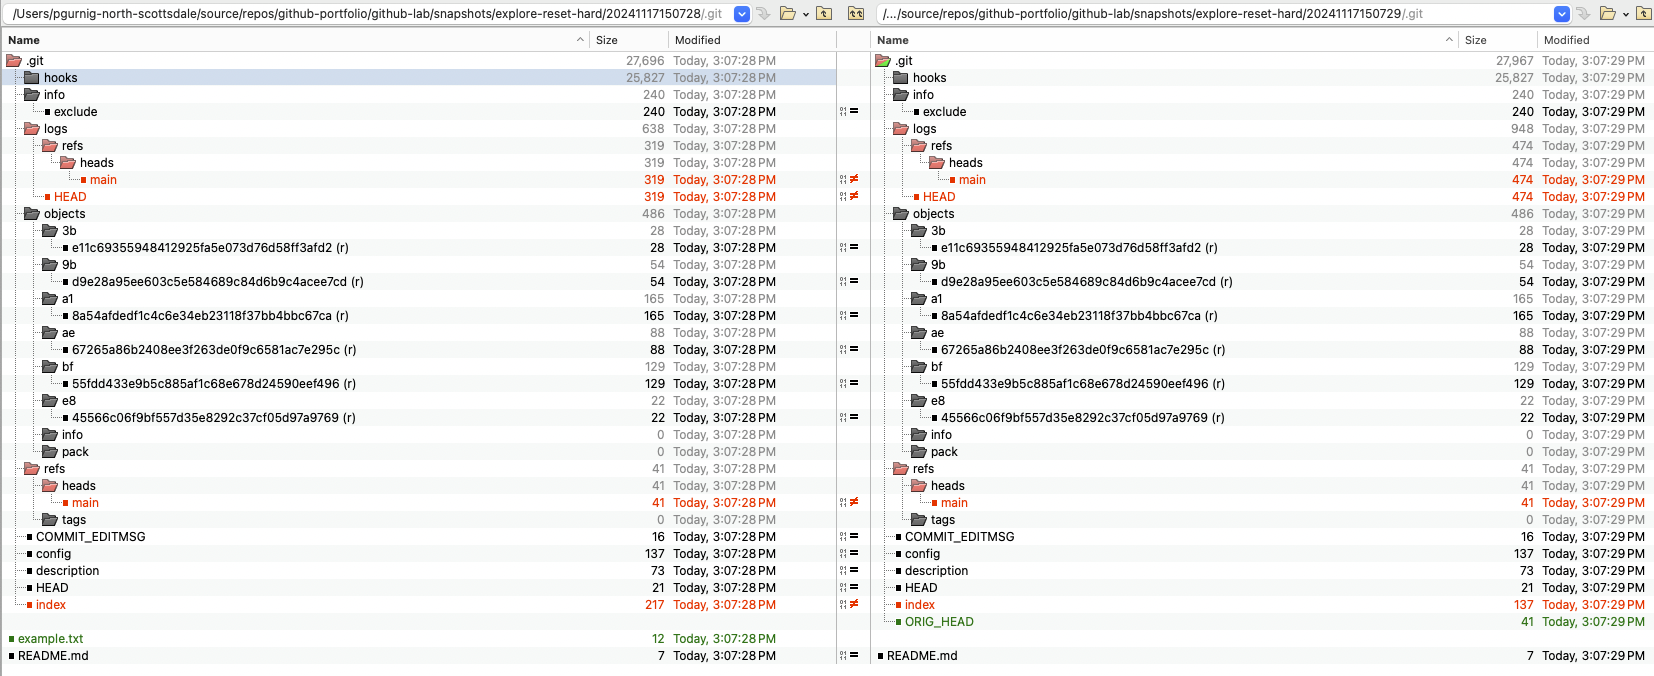 /Users/pgurnig-north-scottsdale/source/repos/github-portfolio/github-lab/snapshots/explore-reset-hard/20241117150728/.git /.../source/repos/github-portfolio/github-lab/snapshots/explore-reset-hard/20241117150729/.git
Name Size Modified Name Size Modified
.git 27,696 Today, 3:07:28 PM .git 27,967 Today, 3:07:29 PM
hooks 25,827 Today, 3:07:28 PM hooks 25,827 Today, 3:07:29 PM
info 240 Today, 3:07:28 PM info 240 Today, 3:07:29 PM
exclude 240 Today, 3:07:28 PM = exclude 240 Today, 3:07:29 PM
logs 638 Today, 3:07:28 PM logs 948 Today, 3:07:29 PM
refs 319 Today, 3:07:28 PM refs 474 Today, 3:07:29 PM
heads 319 Today, 3:07:28 PM heads 474 Today, 3:07:29 PM
main 319 Today, 3:07:28 PM ≠ main 474 Today, 3:07:29 PM
HEAD 319 Today, 3:07:28 PM ≠ HEAD 474 Today, 3:07:29 PM
objects 486 Today, 3:07:28 PM objects 486 Today, 3:07:29 PM
3b 28 Today, 3:07:28 PM 3b 28 Today, 3:07:29 PM
e11c69355948412925fa5e073d76d58ff3afd2 (r) 28 Today, 3:07:28 PM = e11c69355948412925fa5e073d76d58ff3afd2 (r) 28 Today, 3:07:29 PM
9b 54 Today, 3:07:28 PM 9b 54 Today, 3:07:29 PM
d9e28a95ee603c5e584689c84d6b9c4acee7cd (r) 54 Today, 3:07:28 PM = d9e28a95ee603c5e584689c84d6b9c4acee7cd (r) 54 Today, 3:07:29 PM
a1 165 Today, 3:07:28 PM a1 165 Today, 3:07:29 PM
8a54afdedf1c4c6e34eb23118f37bb4bbc67ca (r) 165 Today, 3:07:28 PM = 8a54afdedf1c4c6e34eb23118f37bb4bbc67ca (r) 165 Today, 3:07:29 PM
ae 88 Today, 3:07:28 PM ae 88 Today, 3:07:29 PM
67265a86b2408ee3f263de0f9c6581ac7e295c (r) 88 Today, 3:07:28 PM = 67265a86b2408ee3f263de0f9c6581ac7e295c (r) 88 Today, 3:07:29 PM
bf 129 Today, 3:07:28 PM bf 129 Today, 3:07:29 PM
55fdd433e9b5c885af1c68e678d24590eef496 (r) 129 Today, 3:07:28 PM = 55fdd433e9b5c885af1c68e678d24590eef496 (r) 129 Today, 3:07:29 PM
e8 22 Today, 3:07:28 PM e8 22 Today, 3:07:29 PM
45566c06f9bf557d35e8292c37cf05d97a9769 (r) 22 Today, 3:07:28 PM = 45566c06f9bf557d35e8292c37cf05d97a9769 (r) 22 Today, 3:07:29 PM
info 0 Today, 3:07:28 PM info 0 Today, 3:07:29 PM
pack 0 Today, 3:07:28 PM pack 0 Today, 3:07:29 PM
refs 41 Today, 3:07:28 PM refs 41 Today, 3:07:29 PM
heads 41 Today, 3:07:28 PM heads 41 Today, 3:07:29 PM
main 41 Today, 3:07:28 PM ≠ main 41 Today, 3:07:29 PM
tags 0 Today, 3:07:28 PM tags 0 Today, 3:07:29 PM
COMMIT_EDITMSG 16 Today, 3:07:28 PM = COMMIT_EDITMSG 16 Today, 3:07:29 PM
config 137 Today, 3:07:28 PM = config 137 Today, 3:07:29 PM
description 73 Today, 3:07:28 PM = description 73 Today, 3:07:29 PM
HEAD 21 Today, 3:07:28 PM = HEAD 21 Today, 3:07:29 PM
index 217 Today, 3:07:28 PM ≠ index 137 Today, 3:07:29 PM
ORIG_HEAD 41 Today, 3:07:29 PM
example.txt 12 Today, 3:07:28 PM
README.md 7 Today, 3:07:28 PM = README.md 7 Today, 3:07:29 PM